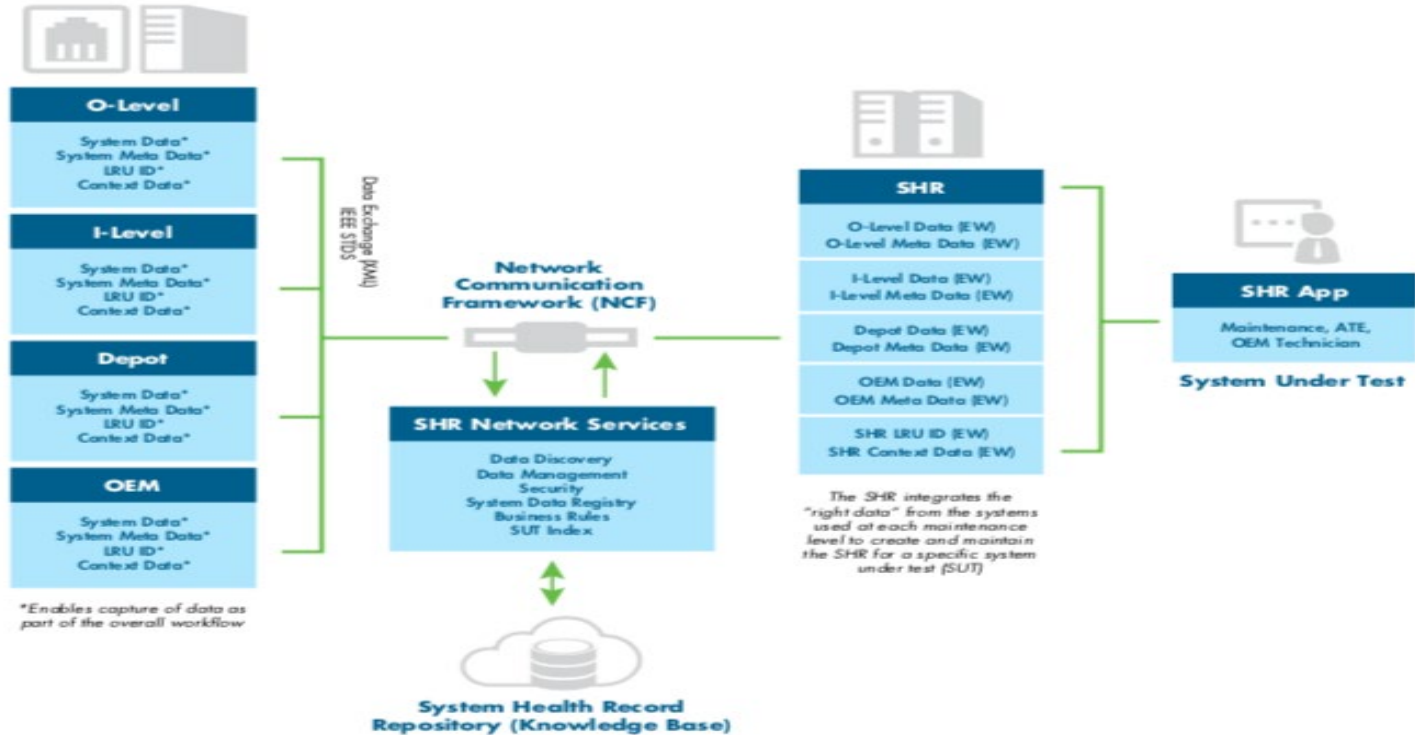 O-Level
System Data*
System Meta Data*
LRU ID*
Context Data*
I-Level
System Data*
System Meta Data*
LRU ID*
Context Data*
Depot
System Data*
System Meta Data*
LRU ID*
Context Data*
OEM
System Data*
System Meta Data*
LRU ID*
Context Data*
*Enables capture of data as
part of the overall workflow
Data Exchange (XML)
IEEE STDS
Network
Communication
Framework (NCF)
SHR Network Services
Data Discovery
Data Management
Security
System Data Registry
Business Rules
SUT Index
System Health Record
Repository (Knowledge Base)
SHR
O-Level Data (EW)
O-Level Meta Data (EW)
I-Level Data (EW)
I-Level Meta Data (EW)
Depot Data (EW)
Depot Meta Data (EW)
OEM Data (EW)
OEM Meta Data (EW)
SHR LRU ID (EW)
SHR Context Data (EW)
The SHR integrates the
"right data" from the systems
used at each maintenance
level to create and maintain
the SHR for a specific system
under test (SUT)
SHR App
Maintenance, ATE,
OEM Technician
System Under Test